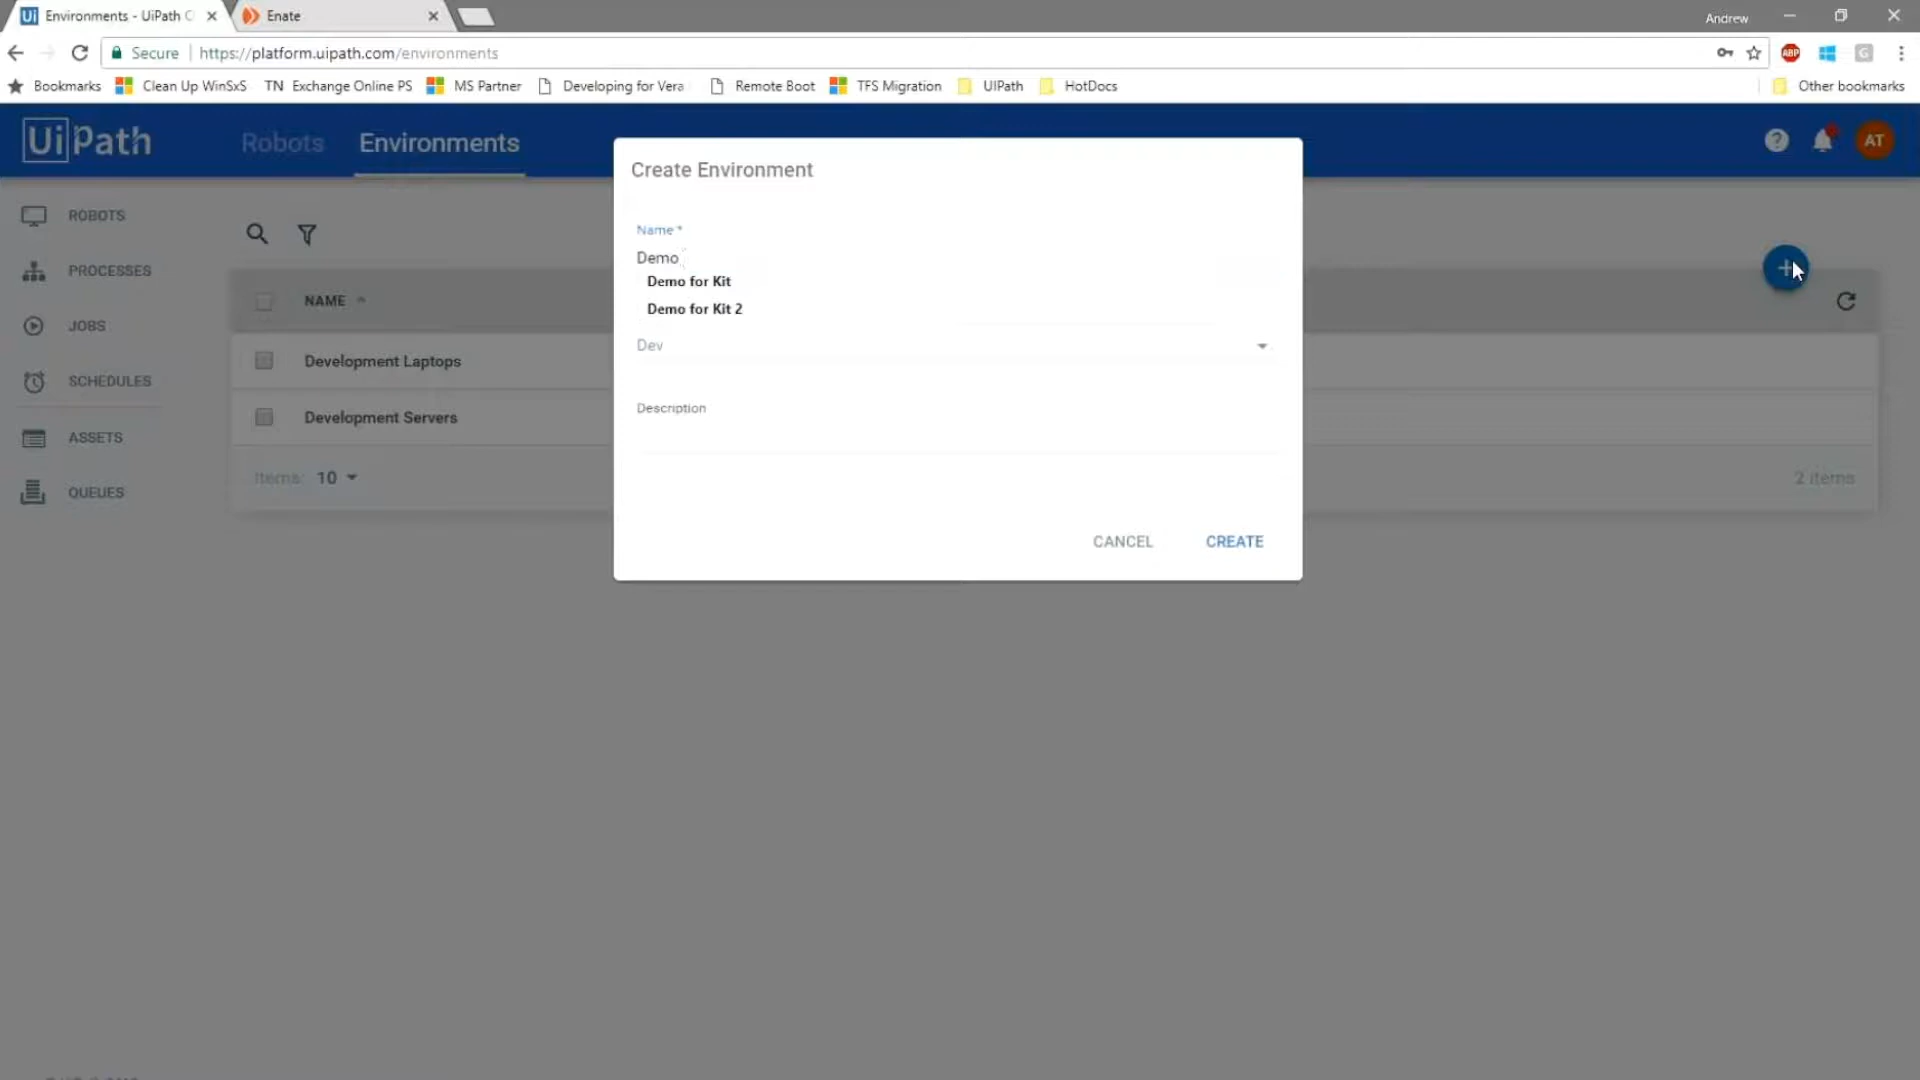 Environments - UiPath C
Enate
Andrew
Secure
https://platform.uipath.com/environments
ABP
G
Bookmarks
Clean Up WinSxS
TN Exchange Online PS
MS Partner
Developing for Vera
Remote Boot
TFS Migration
UIPath
HotDocs
Other bookmarks
UiPath
Robots
Environments
AT
ROBOTS
PROCESSES
JOBS
SCHEDULES
ASSETS
QUEUES
NAME
Development Laptops
Development Servers
Items: 10
2 items
Create Environment
Name *
Demo
Demo for Kit
Demo for Kit 2
Dev
Description
CANCEL
CREATE